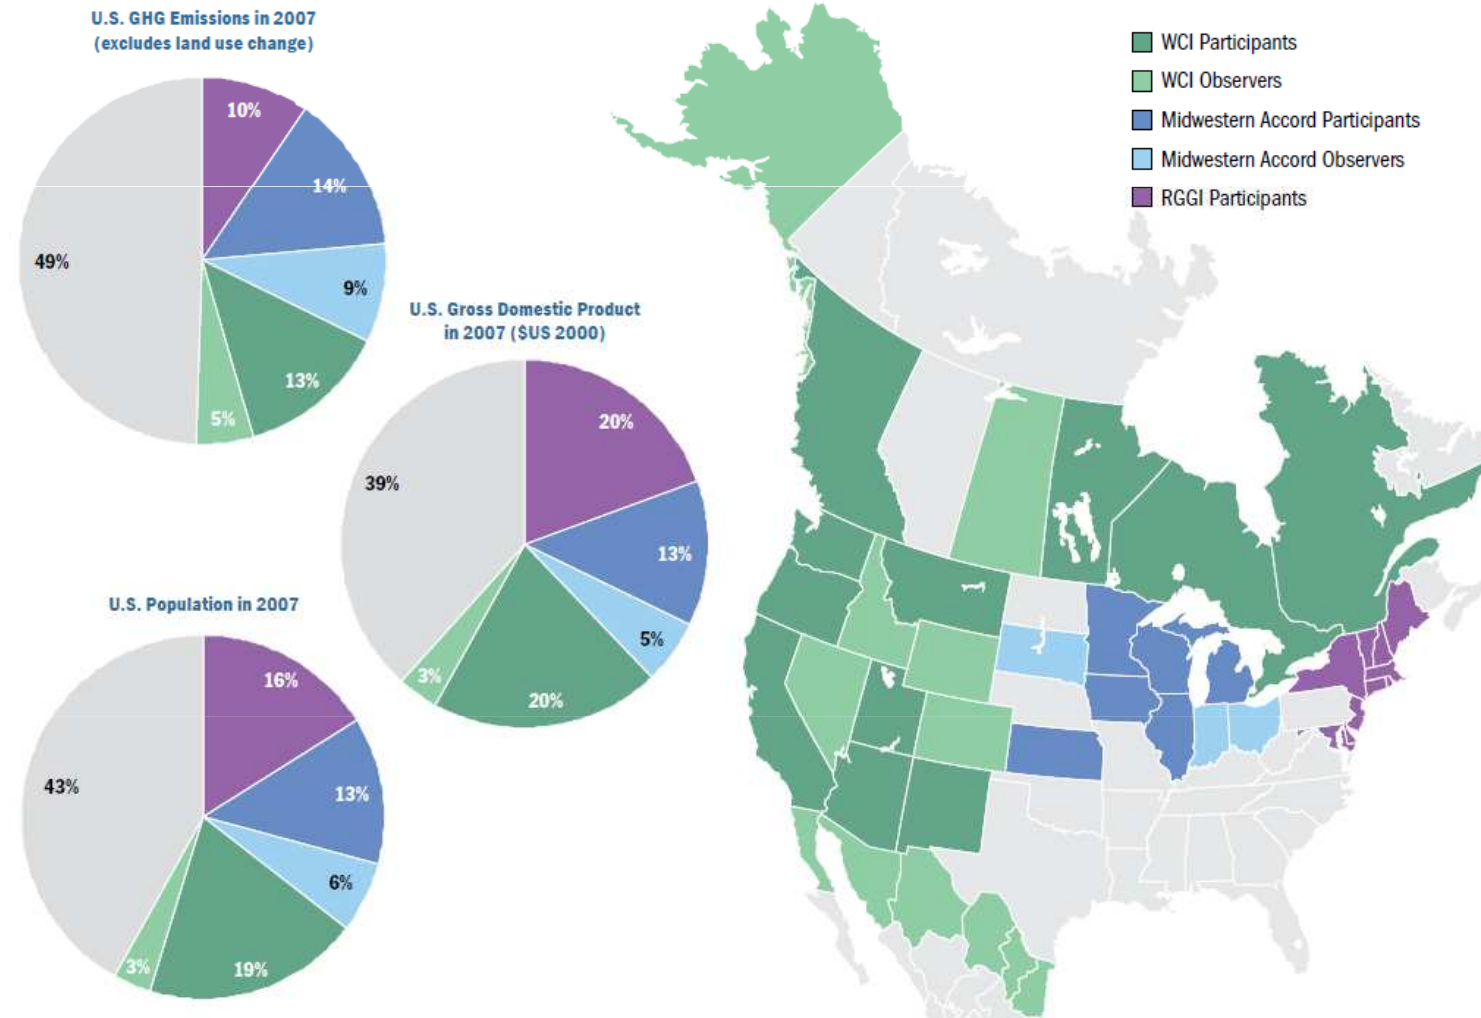 U.S. GHG Emissions in 2007
(excludes land use change)
10%
14%
9%
13%
5%
49%
U.S. Gross Domestic Product
in 2007 ($US 2000)
20%
13%
5%
20%
3%
39%
U.S. Population in 2007
16%
13%
6%
19%
3%
43%
WCI Participants
WCI Observers
Midwestern Accord Participants
Midwestern Accord Observers
RGGI Participants